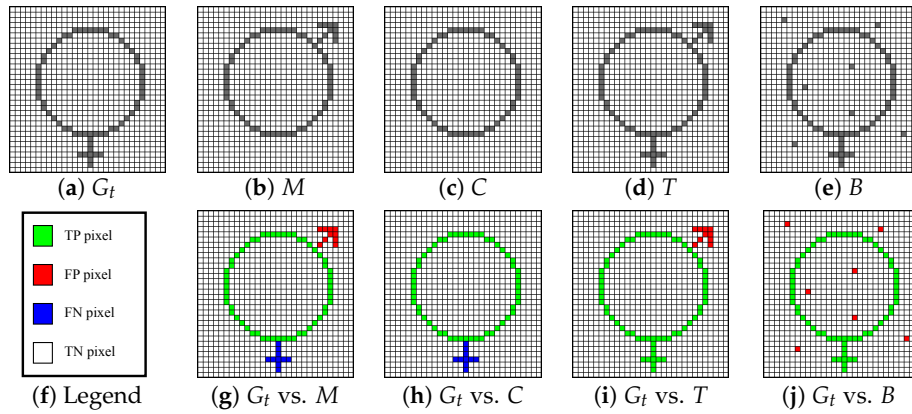 (a) Gt
(b) M
(c) C
(d) T
(e) B
TP pixel
FP pixel
FN pixel
TN pixel
(f) Legend
(g) Gt vs. M
(h) Gt vs. C
(i) Gt vs. T
(j) Gt vs. B